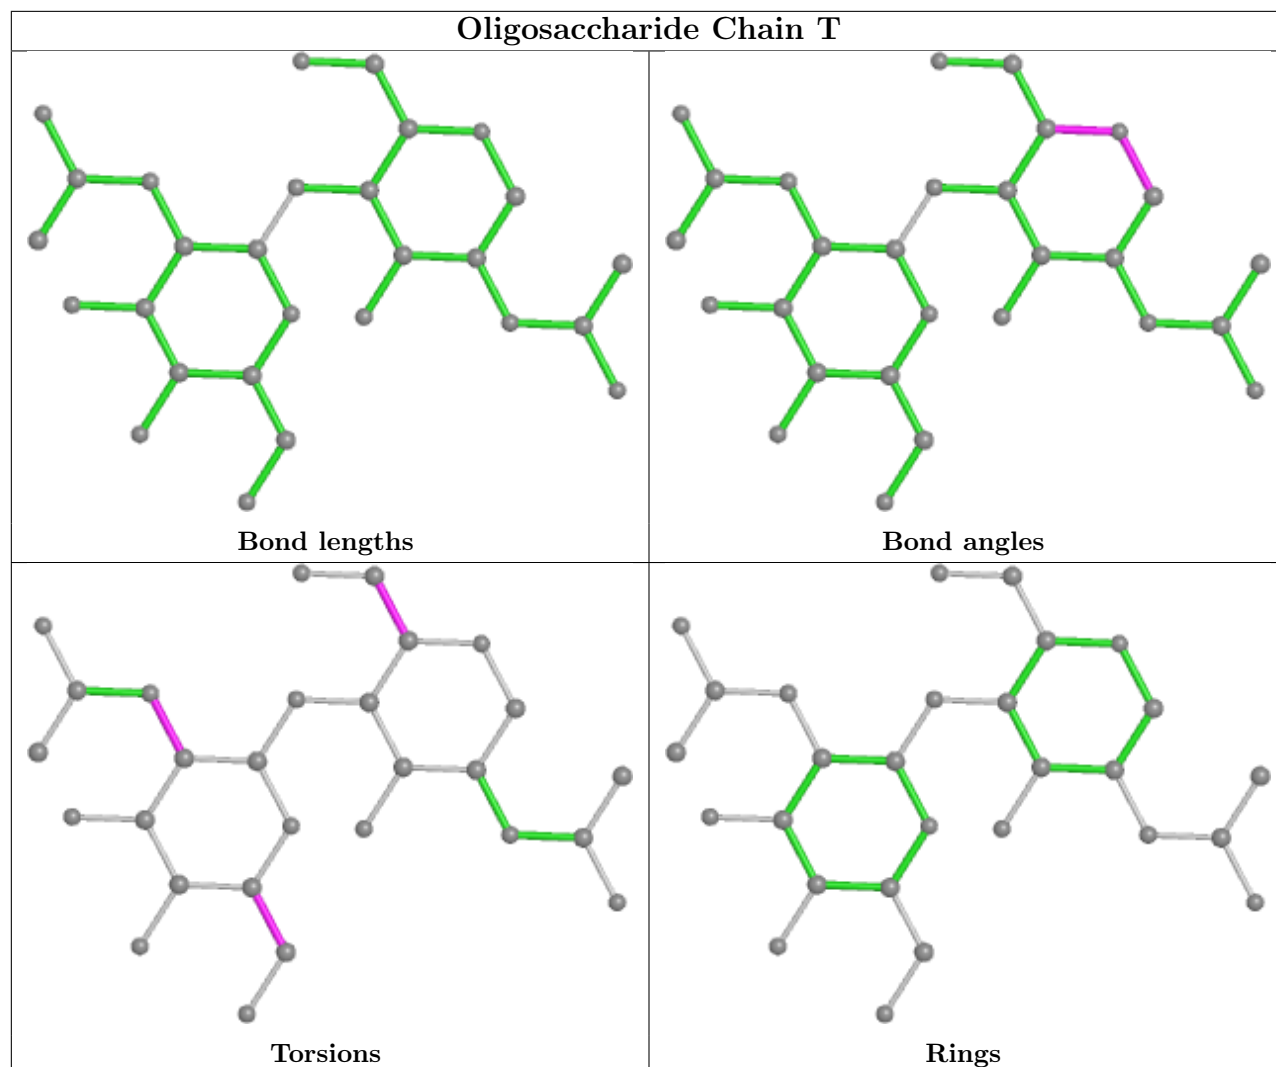 Oligosaccharide Chain T
Bond lengths
Bond angles
Torsions
Rings